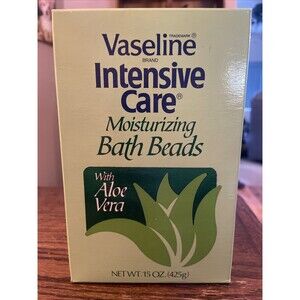 Vaseline®
TRADEMARK
BRAND
Intensive
Care®
Moisturizing
Bath Beads
With
Aloe
Vera
NET WT. 15 OZ. (425g)